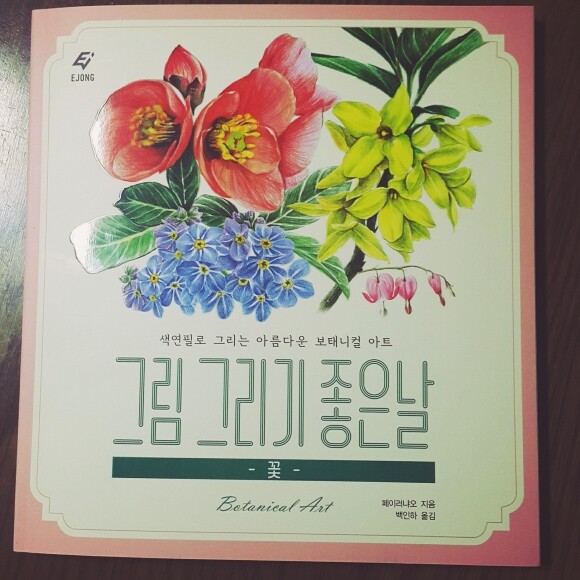 EJ
EJONG
색연필로 그리는 아름다운 보태니컬 아트
그림 그리기 좋은날
- 꽃 -
Botanical Art
페이러냐오 지음
백인하 옮김